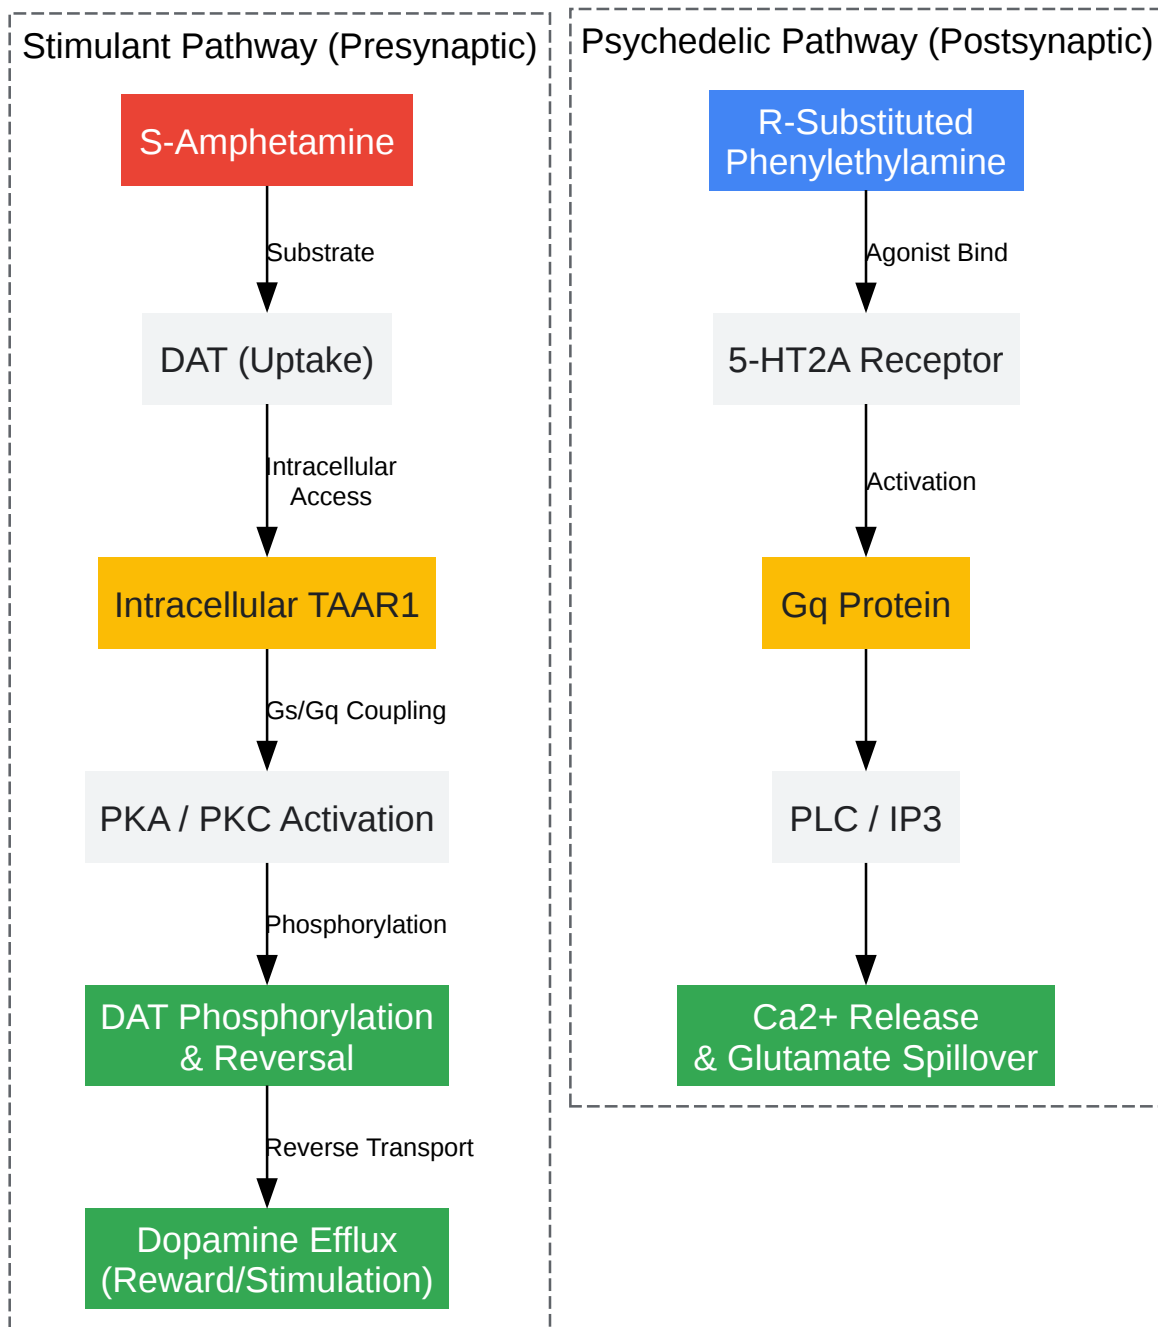 Stimulant Pathway (Presynaptic)
S-Amphetamine
Substrate
DAT (Uptake)
Intracellular
Access
Intracellular TAAR1
Gs/Gq Coupling
PKA / PKC Activation
Phosphorylation
DAT Phosphorylation
& Reversal
Reverse Transport
Dopamine Efflux
(Reward/Stimulation)
Psychedelic Pathway (Postsynaptic)
R-Substituted
Phenylethylamine
Agonist Bind
5-HT2A Receptor
Activation
Gq Protein
PLC / IP3
Ca2+ Release
& Glutamate Spillover